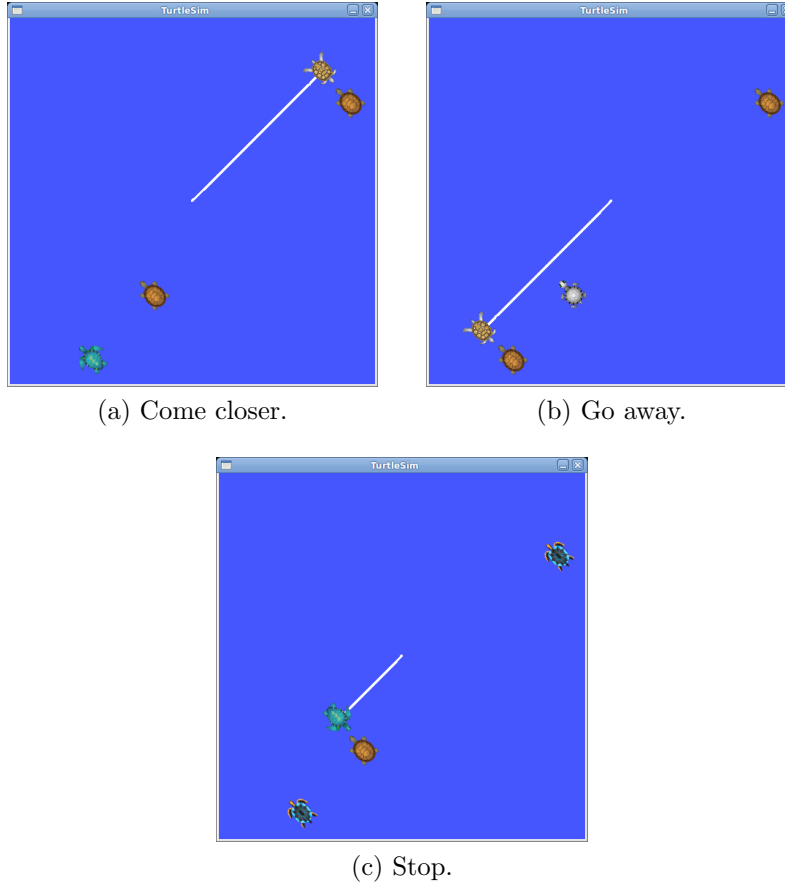 TurtleSim
TurtleSim
(a) Come closer.
(b) Go away.
TurtleSim
(c) Stop.